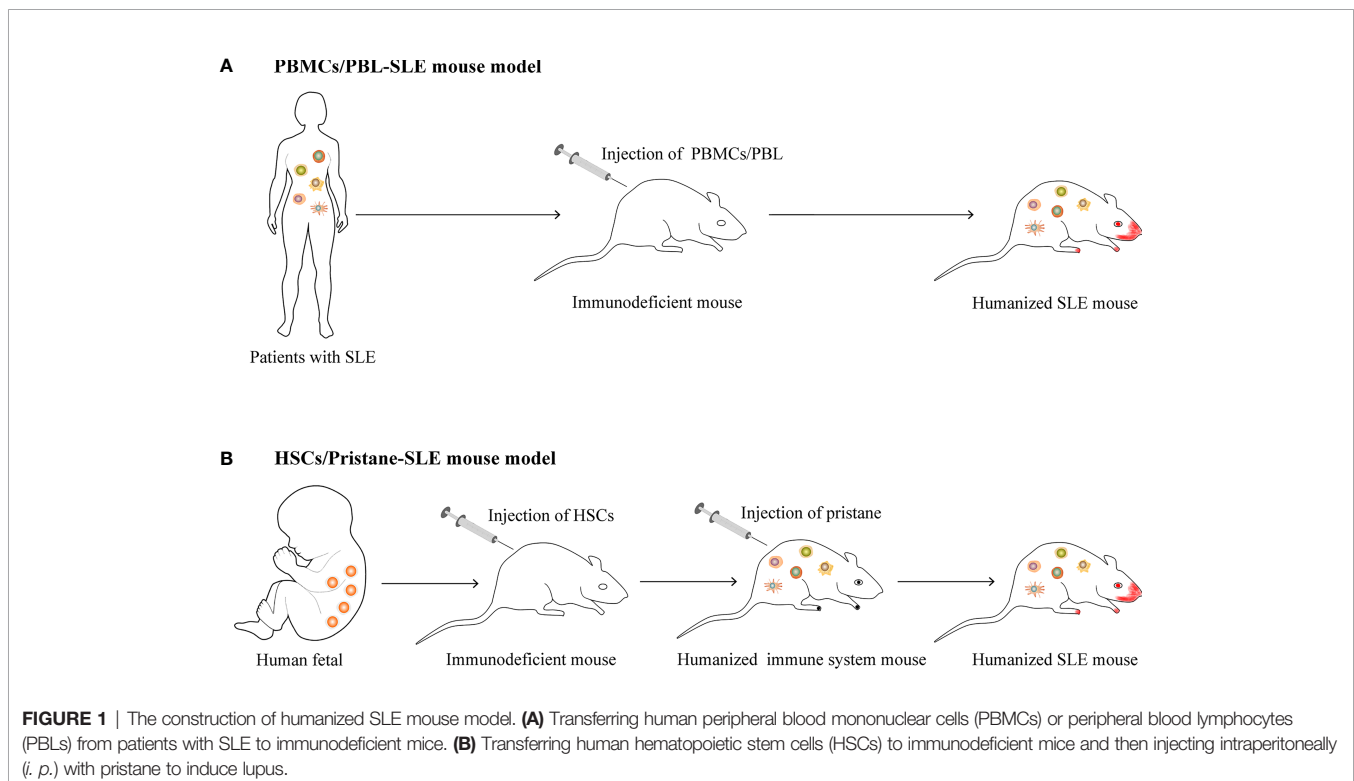 A PBMCs/PBL-SLE mouse model
Injection of PBMCs/PBL
Immunodeficient mouse
Humanized SLE mouse
Patients with SLE
B HSCs/Pristane-SLE mouse model
Injection of HSCs
Injection of pristane
Human fetal
Immunodeficient mouse
Humanized immune system mouse
Humanized SLE mouse
FIGURE 1 | The construction of humanized SLE mouse model. (A) Transferring human peripheral blood mononuclear cells (PBMCs) or peripheral blood lymphocytes
(PBLs) from patients with SLE to immunodeficient mice. (B) Transferring human hematopoietic stem cells (HSCs) to immunodeficient mice and then injecting intraperitoneally
(i. p.) with pristane to induce lupus.